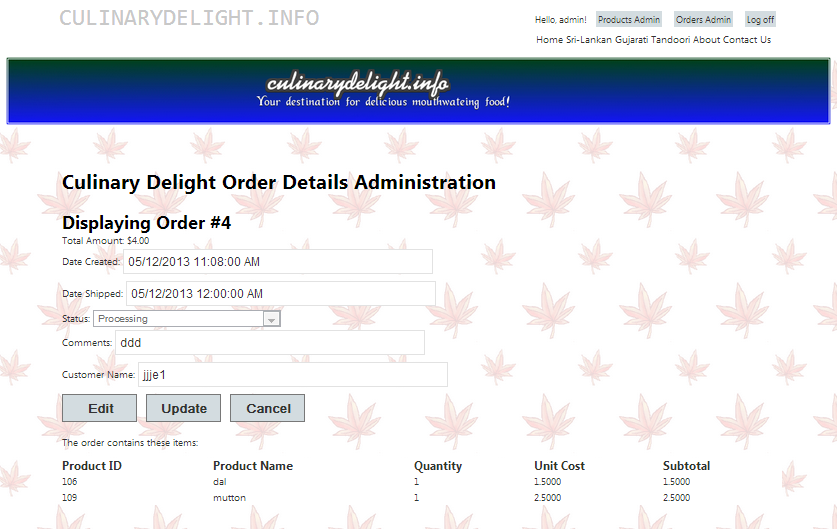 CULINARYDELIGHT.INFO
Hello, admin! Products Admin Orders Admin Log off
Home Sri-Lankan Gujarati Tandoori About Contact Us
culinarydelight.info
Your destination for delicious mouthwateing food!
Culinary Delight Order Details Administration
Displaying Order #4
Total Amount: $4.00
Date Created: 05/12/2013 11:08:00 AM
Date Shipped: 05/12/2013 12:00:00 AM
Status: Processing
Comments: ddd
Customer Name: jjje1
Edit Update Cancel
The order contains these items:
Product ID Product Name Quantity Unit Cost Subtotal
106 dal 1 1.5000 1.5000
109 mutton 1 2.5000 2.5000